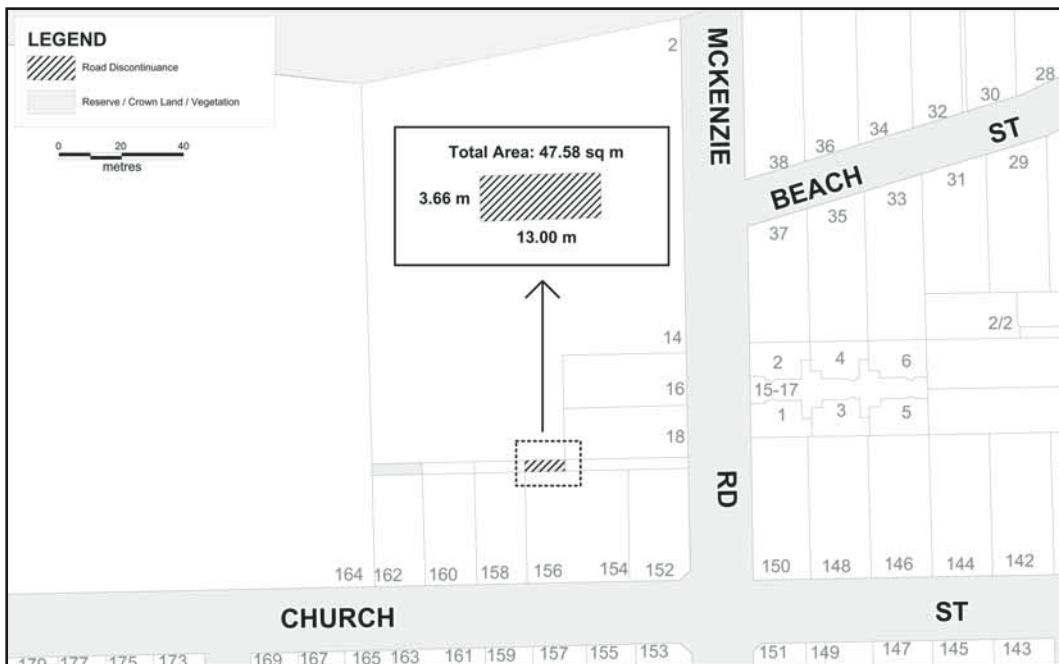 LEGEND
Road Discontinuance
Reserve / Crown Land / Vegetation
0 20 40
metres
Total Area: 47.58 sq m
3.66 m
13.00 m
MCKENZIE
RD
BEACH ST
CHURCH ST
2
38 36 34 32 30 28
37 35 33 31 29
2/2
14
16
18
2 4 6
15-17
1 3 5
164 162 160 158 156 154 152
150 148 146 144 142
179 177 175 173 169 167 165 163 161 159 157 155 153
151 149 147 145 143